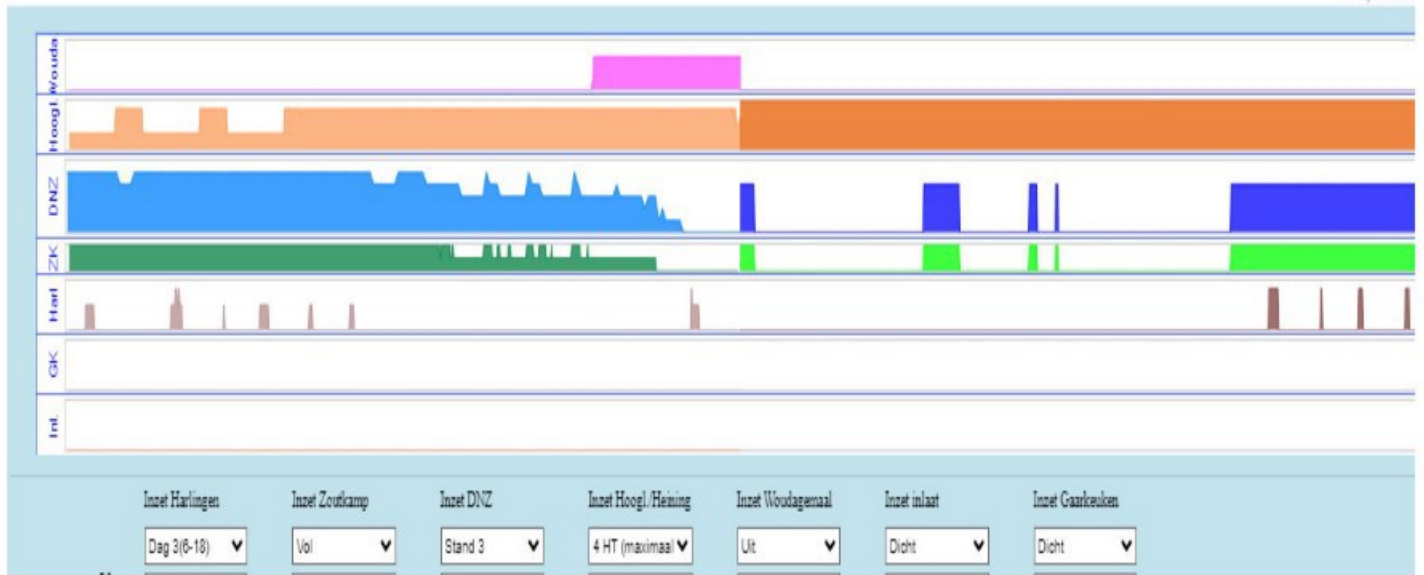 Wouda
Hoogl.
DNZ
ZK
Harl
GK
Inl.
Inzet Harlingen Inzet Zoutkamp Inzet DNZ Inzet Hoogl./Heining Inzet Woudagemaal Inzet inlaat Inzet Gaarkeuken
Dag 3(6-18) Vol Stand 3 4 HT (maximaal Uit Dicht Dicht